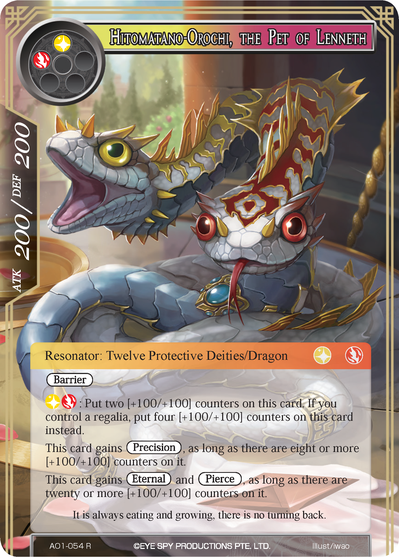 Hitomatano-Orochi, the Pet of Lenneth
ATK 200/DEF 200
Resonator: Twelve Protective Deities/Dragon
Barrier
: Put two [+100/+100] counters on this card. If you
control a regalia, put four [+100/+100] counters on this card
instead.
This card gains Precision, as long as there are eight or more
[+100/+100] counters on it.
This card gains Eternal and Pierce, as long as there are
twenty or more [+100/+100] counters on it.
It is always eating and growing, there is no turning back.
AO1-054 R
©EYE SPY PRODUCTIONS PTE. LTD.
Illust/iwao